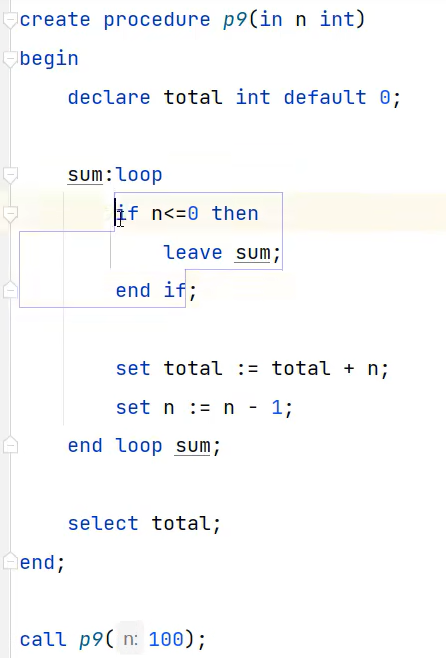 create procedure p9(in n int)
begin
    declare total int default 0;

    sum:loop
        if n<=0 then
            leave sum;
        end if;

        set total := total + n;
        set n := n - 1;
    end loop sum;

    select total;
end;

call p9( n: 100);